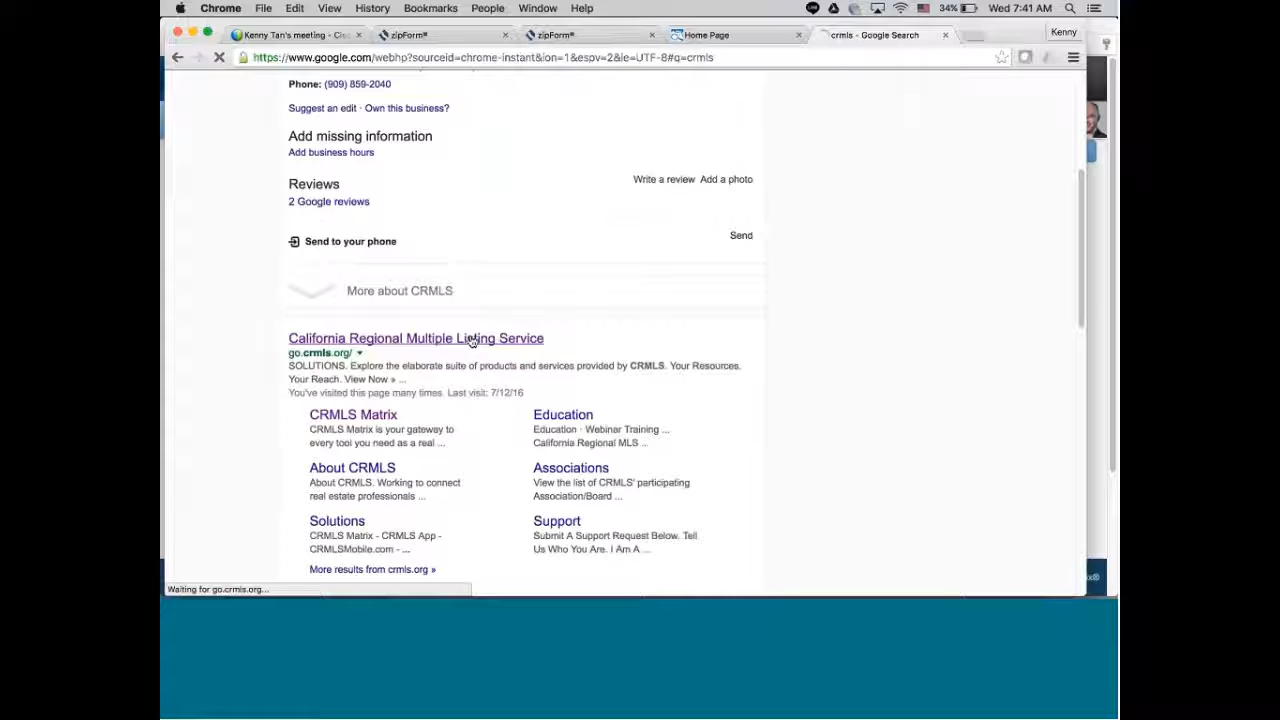 Chrome File Edit View History Bookmarks People Window Help 34% Wed 7:41 AM
Kenny Tan's meeting - Cisc zipForm® zipForm® Home Page crmls - Google Search Kenny
https://www.google.com/webhp?sourceid=chrome-instant&ion=1&espv=2&ie=UTF-8#q=crmls
Phone: (909) 859-2040
Suggest an edit · Own this business?
Add missing information
Add business hours
Reviews
Write a review Add a photo
2 Google reviews
Send to your phone
Send
More about CRMLS
California Regional Multiple Listing Service
go.crmls.org/
SOLUTIONS. Explore the elaborate suite of products and services provided by CRMLS. Your Resources.
Your Reach. View Now » ...
You've visited this page many times. Last visit: 7/12/16
CRMLS Matrix
CRMLS Matrix is your gateway to
every tool you need as a real ...
Education
Education · Webinar Training ...
California Regional MLS ...
About CRMLS
About CRMLS. Working to connect
real estate professionals ...
Associations
View the list of CRMLS' participating
Association/Board ...
Solutions
CRMLS Matrix - CRMLS App -
CRMLSMobile.com - ...
Support
Submit A Support Request Below. Tell
Us Who You Are. I Am A ...
More results from crmls.org »
Waiting for go.crmls.org...